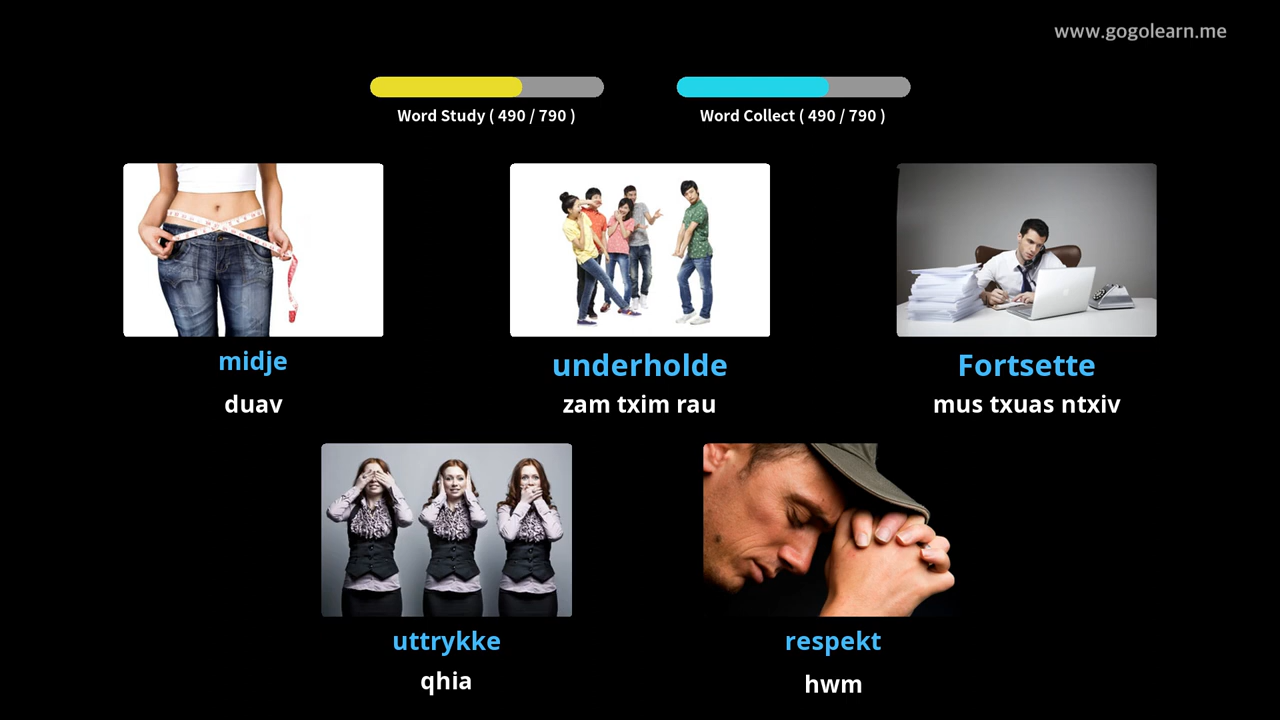 www.gogolearn.me
Word Study ( 490 / 790 )
Word Collect ( 490 / 790 )
midje
duav
underholde
zam txim rau
Fortsette
mus txuas ntxiv
uttrykke
qhia
respekt
hwm